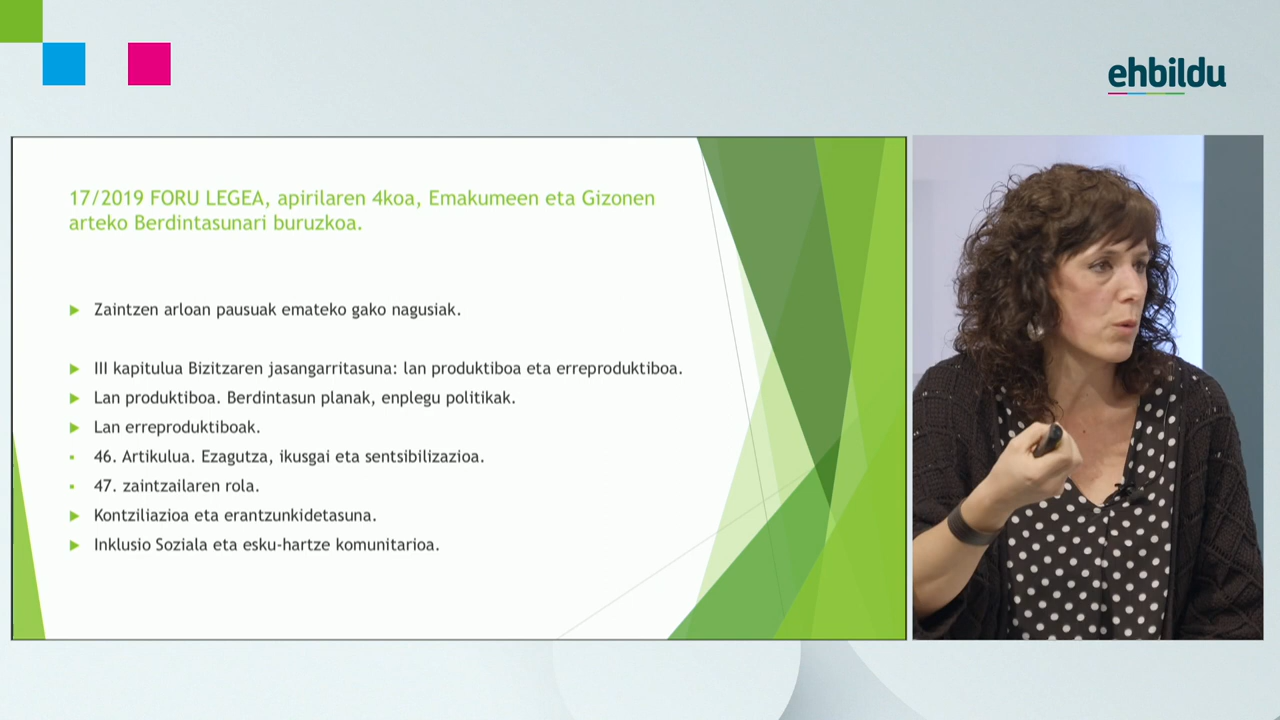 ehbildu
17/2019 FORU LEGEA, apirilaren 4koa, Emakumeen eta Gizonen
arteko Berdintasunari buruzkoa.
Zaintzen arloan pausuak emateko gako nagusiak.
III kapitulua Bizitzaren jasangarritasuna: lan produktiboa eta erreproduktiboa.
Lan produktiboa. Berdintasun planak, enplegu politikak.
Lan erreproduktiboak.
46. Artikulua. Ezagutza, ikusgai eta sentsibilizazioa.
47. zaintzailaren rola.
Kontziliazioa eta erantzunkidetasuna.
Inklusio Soziala eta esku-hartze komunitarioa.